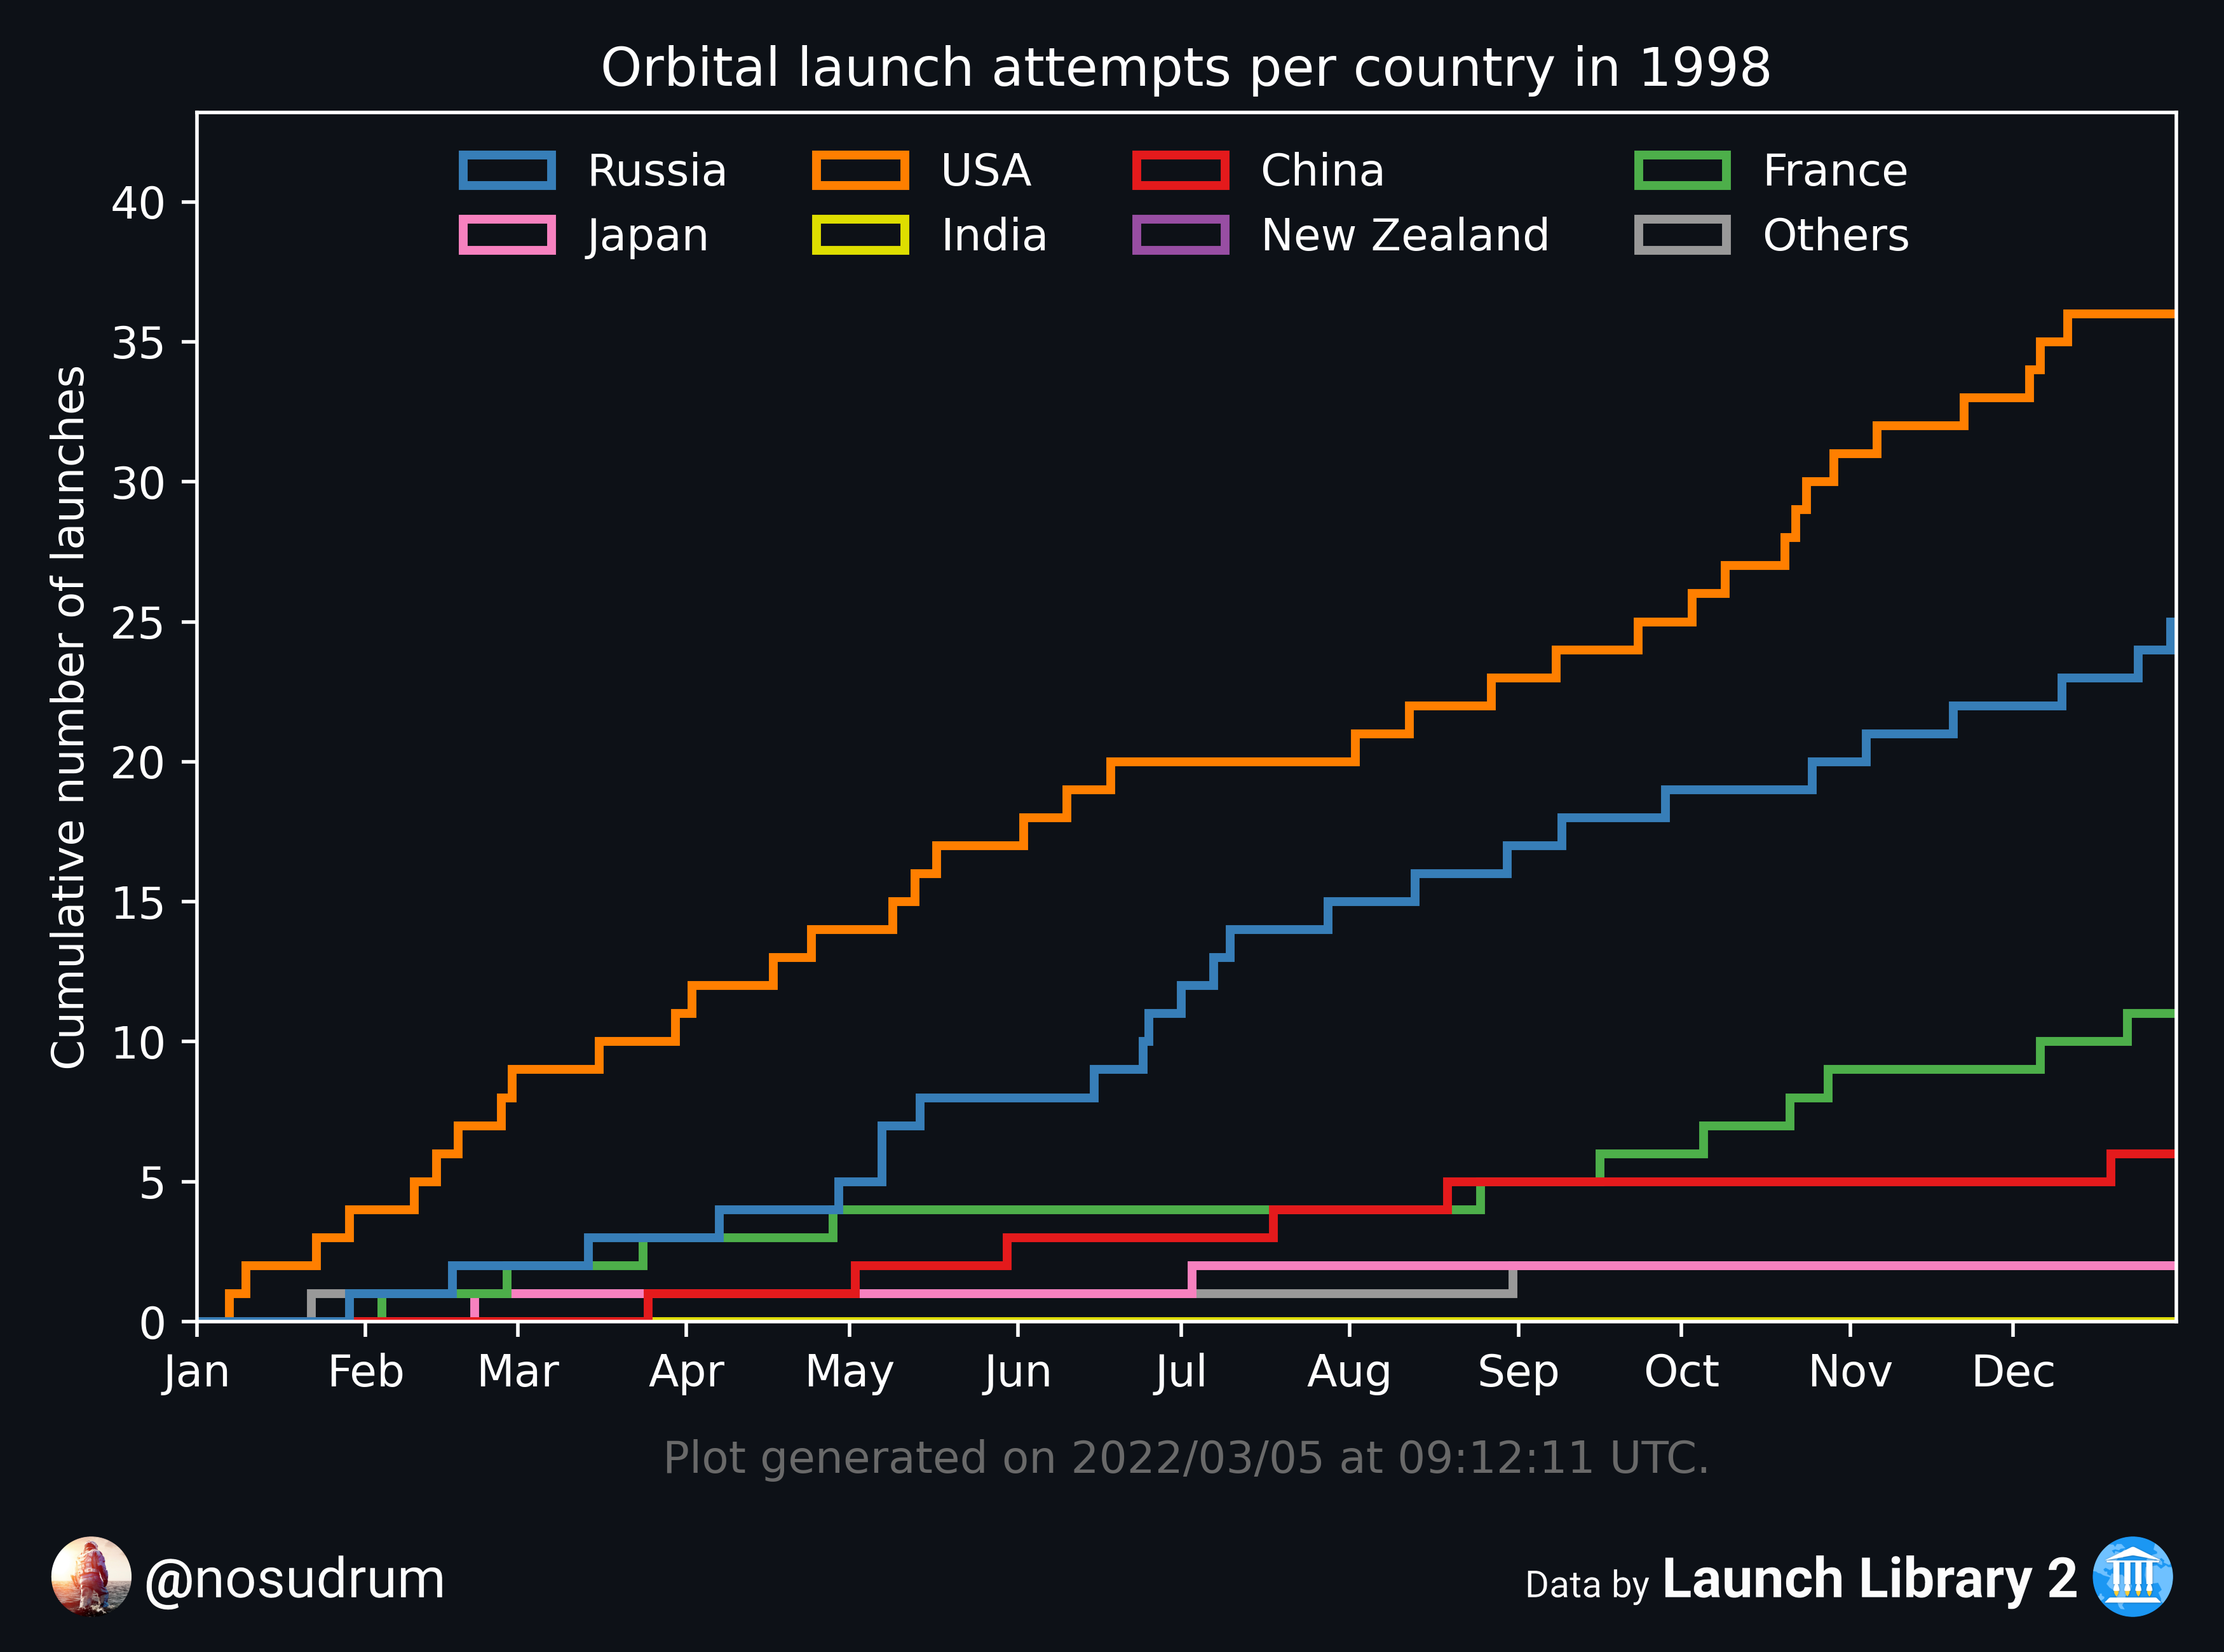 Orbital launch attempts per country in 1998
Russia USA China France
Japan India New Zealand Others
Cumulative number of launches
40
35
30
25
20
15
10
5
0
Jan Feb Mar Apr May Jun Jul Aug Sep Oct Nov Dec
Plot generated on 2022/03/05 at 09:12:11 UTC.
@nosudrum
Data by Launch Library 2